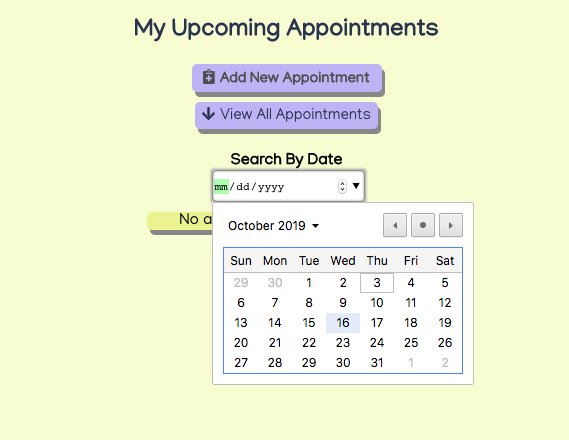 My Upcoming Appointments
Add New Appointment
View All Appointments
Search By Date
mm/dd/yyyy
No a
October 2019
Sun Mon Tue Wed Thu Fri Sat
29 30 1 2 3 4 5
6 7 8 9 10 11 12
13 14 15 16 17 18 19
20 21 22 23 24 25 26
27 28 29 30 31 1 2